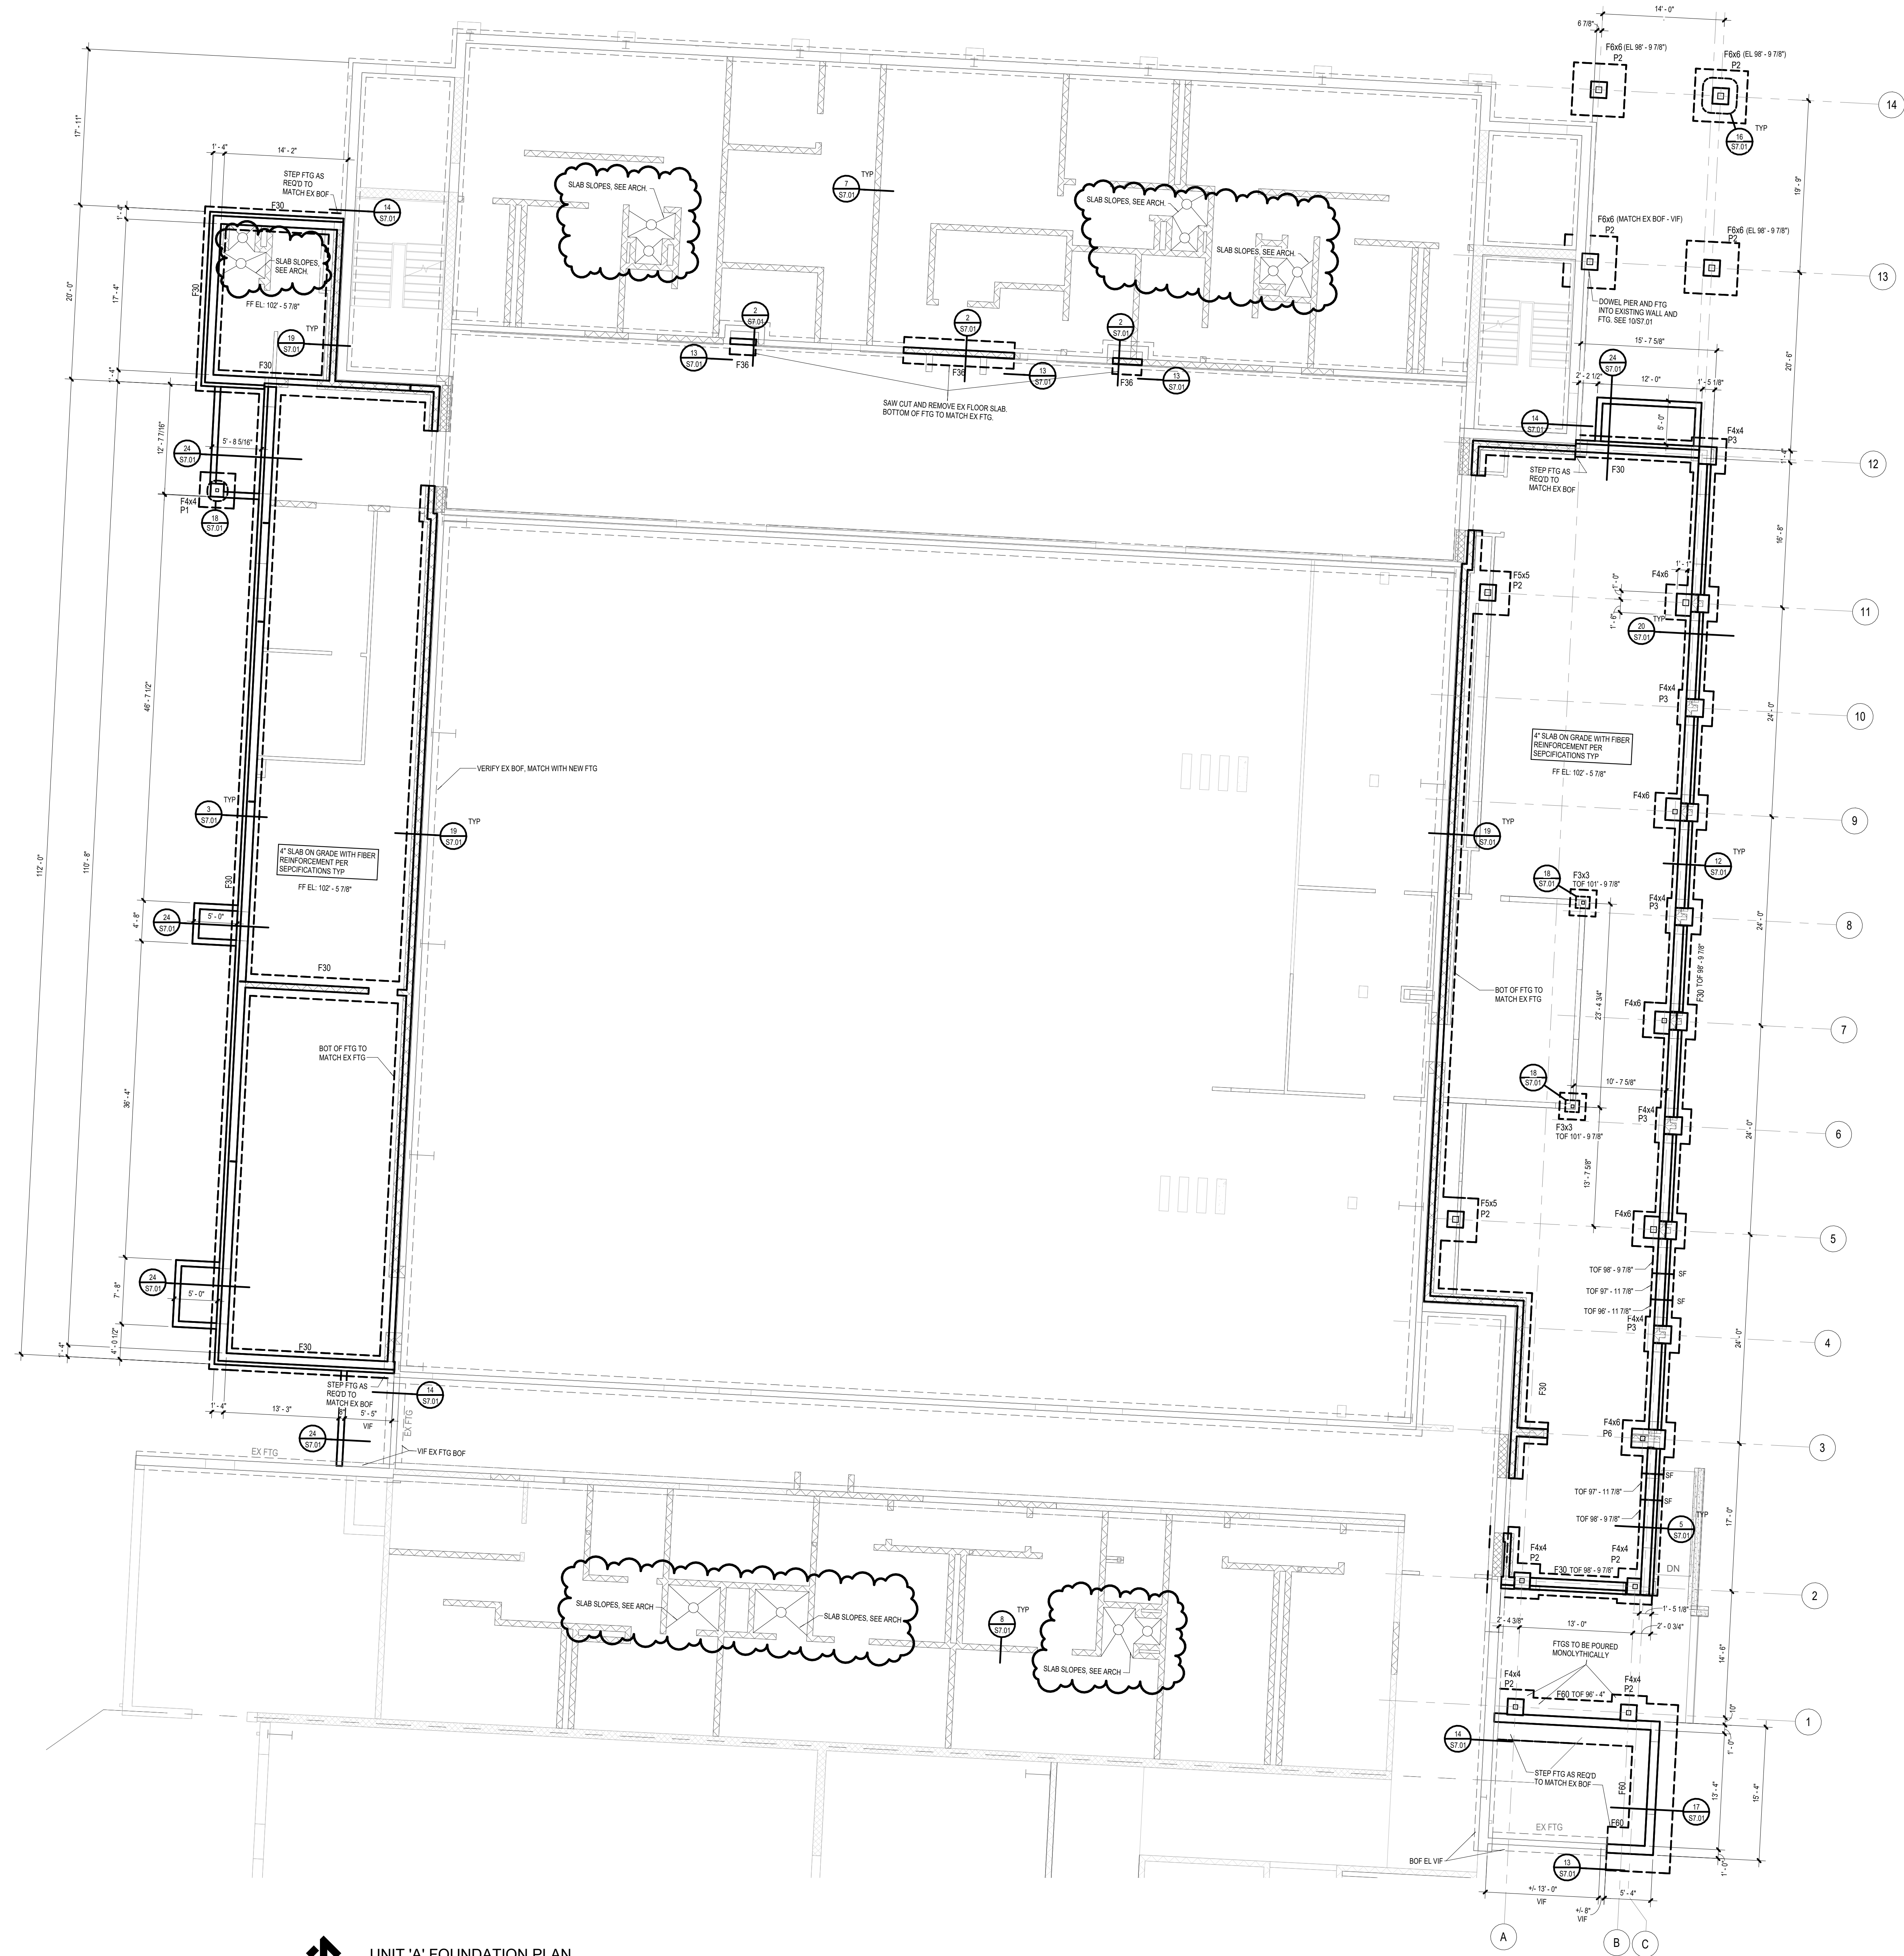 14' - 0"
6 7/8"
F6x6 (EL 98' - 9 7/8")
P2
F6x6 (EL 98' - 9 7/8")
P2
14
16
S7.01
TYP
17' - 11"
1' - 4"
14' - 2"
STEP FTG AS
REQ'D TO
MATCH EX BOF
F30
14
S7.01
SLAB SLOPES, SEE ARCH.
7
S7.01
TYP
SLAB SLOPES, SEE ARCH.
SLAB SLOPES, SEE ARCH.
19' - 9"
F6x6 (MATCH EX BOF - VIF)
P2
F6x6 (EL 98' - 9 7/8")
P2
13
1' - 4"
SLAB SLOPES,
SEE ARCH.
FF EL: 102' - 5 7/8"
F30
20' - 0"
17' - 4"
19
S7.01
TYP
F30
1' - 4"
DOWEL PIER AND FTG
INTO EXISTING WALL AND
FTG. SEE 10/S7.01
15' - 7 5/8"
20' - 6"
2
S7.01
2
S7.01
2
S7.01
13
S7.01
F36
F36
13
S7.01
F36
13
S7.01
SAW CUT AND REMOVE EX FLOOR SLAB.
BOTTOM OF FTG TO MATCH EX FTG.
24
S7.01
2' - 2 1/2"
12' - 0"
1' - 5 1/8"
5' - 0"
14
S7.01
F4x4
P3
1' - 4"
12
STEP FTG AS
REQ'D TO
MATCH EX BOF
F30
12' - 7 7/16"
24
S7.01
5' - 8 5/16"
F4x4
P1
18
S7.01
16' - 8"
F5x5
P2
1' - 1"
F4x6
1' - 0"
1' - 6"
11
20
S7.01
TYP
46' - 7 1/2"
F4x4
P3
10
24' - 0"
4" SLAB ON GRADE WITH FIBER
REINFORCEMENT PER
SEPCIFICATIONS TYP
FF EL: 102' - 5 7/8"
VERIFY EX BOF, MATCH WITH NEW FTG
3
S7.01
TYP
19
S7.01
TYP
19
S7.01
TYP
F4x6
9
12
S7.01
TYP
112' - 0"
110' - 8"
4" SLAB ON GRADE WITH FIBER
REINFORCEMENT PER
SEPCIFICATIONS TYP
FF EL: 102' - 5 7/8"
F30
18
S7.01
F3x3
TOF 101' - 9 7/8"
F4x4
P3
8
24' - 0"
4' - 8"
24
S7.01
5' - 0"
F30
F30 TOF 98' - 9 7/8"
BOT OF FTG TO
MATCH EX FTG
23' - 4 3/4"
F4x6
7
BOT OF FTG TO
MATCH EX FTG
36' - 4"
18
S7.01
10' - 7 5/8"
F3x3
TOF 101' - 9 7/8"
F4x4
P3
6
24' - 0"
13' - 7 5/8"
F5x5
P2
F4x6
5
24
S7.01
5' - 0"
7' - 8"
TOF 98' - 9 7/8"
SF
TOF 97' - 11 7/8"
SF
TOF 96' - 11 7/8"
F4x4
P3
4
24' - 0"
4' - 0 1/2"
1' - 4"
F30
STEP FTG AS
REQ'D TO
MATCH EX BOF
14
S7.01
1' - 4"
13' - 3"
8"
5' - 5"
VIF
24
S7.01
EX FTG
EX FTG
VIF EX FTG BOF
F30
F4x6
P6
3
SF
TOF 97' - 11 7/8"
SF
TOF 98' - 9 7/8"
5
S7.01
TYP
17' - 0"
F4x4
P2
F4x4
P2
F30 TOF 98' - 9 7/8"
DN
2
SLAB SLOPES, SEE ARCH
SLAB SLOPES, SEE ARCH
8
S7.01
TYP
SLAB SLOPES, SEE ARCH
1' - 5 1/8"
2' - 4 3/8"
13' - 0"
2' - 0 3/4"
FTGS TO BE POURED
MONOLYTHICALLY
14' - 6"
F4x4
P2
F4x4
P2
F60 TOF 96' - 4"
10"
1
14
S7.01
1' - 0"
STEP FTG AS REQ'D
TO MATCH EX BOF
F60
13' - 4"
15' - 4"
17
S7.01
F60
EX FTG
BOF EL VIF
13
S7.01
1' - 0"
+/- 13' - 0"
VIF
5' - 4"
+/- 8"
VIF
A
B
C
UNIT 'A' FOUNDATION PLAN